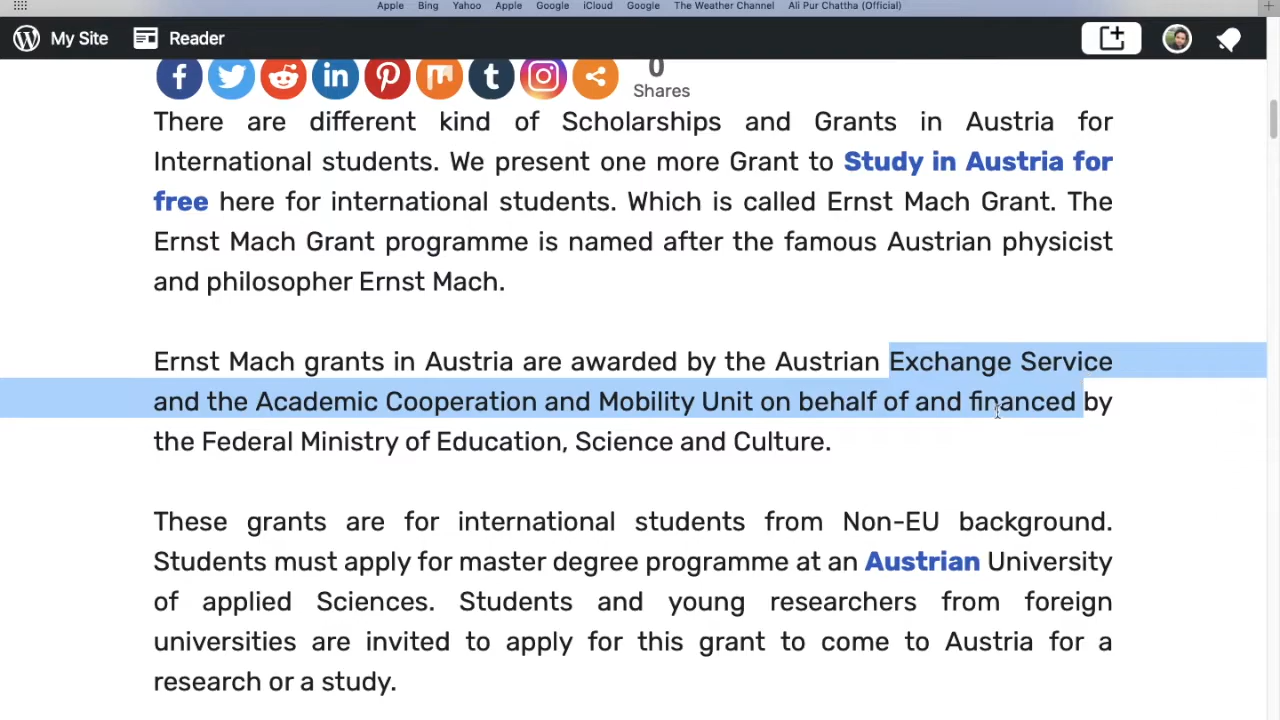 Apple Bing Yahoo Apple Google iCloud Google The Weather Channel Ali Pur Chattha (Official)
My Site Reader
0
Shares
There are different kind of Scholarships and Grants in Austria for
International students. We present one more Grant to Study in Austria for
free here for international students. Which is called Ernst Mach Grant. The
Ernst Mach Grant programme is named after the famous Austrian physicist
and philosopher Ernst Mach.
Ernst Mach grants in Austria are awarded by the Austrian Exchange Service
and the Academic Cooperation and Mobility Unit on behalf of and financed by
the Federal Ministry of Education, Science and Culture.
These grants are for international students from Non-EU background.
Students must apply for master degree programme at an Austrian University
of applied Sciences. Students and young researchers from foreign
universities are invited to apply for this grant to come to Austria for a
research or a study.